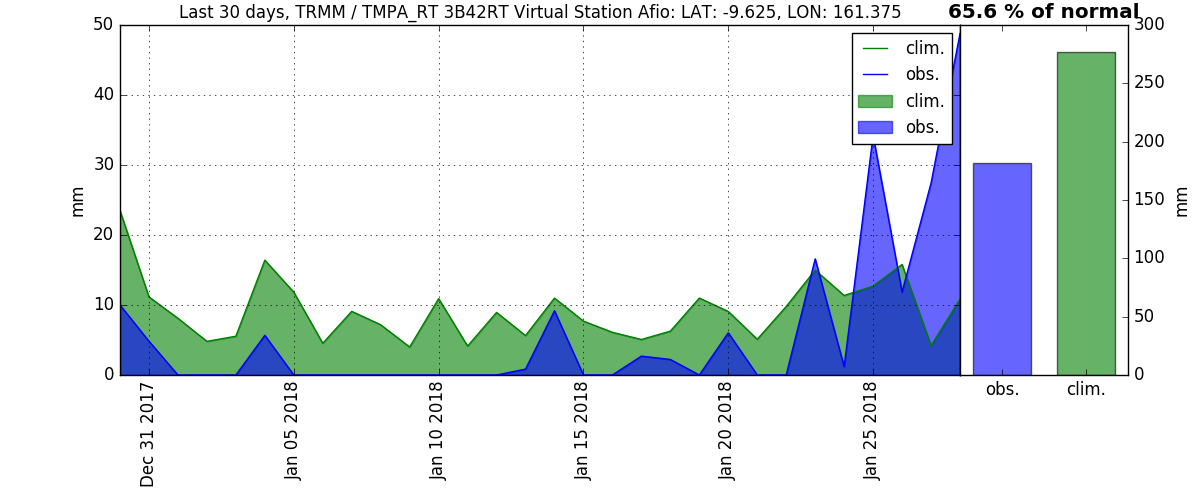 Last 30 days, TRMM / TMPA_RT 3B42RT Virtual Station Afio: LAT: -9.625, LON: 161.375
65.6 % of normal
50
40
30
20
10
0
mm
clim.
obs.
clim.
obs.
300
250
200
150
100
50
0
mm
obs.
clim.
Dec 31 2017
Jan 05 2018
Jan 10 2018
Jan 15 2018
Jan 20 2018
Jan 25 2018